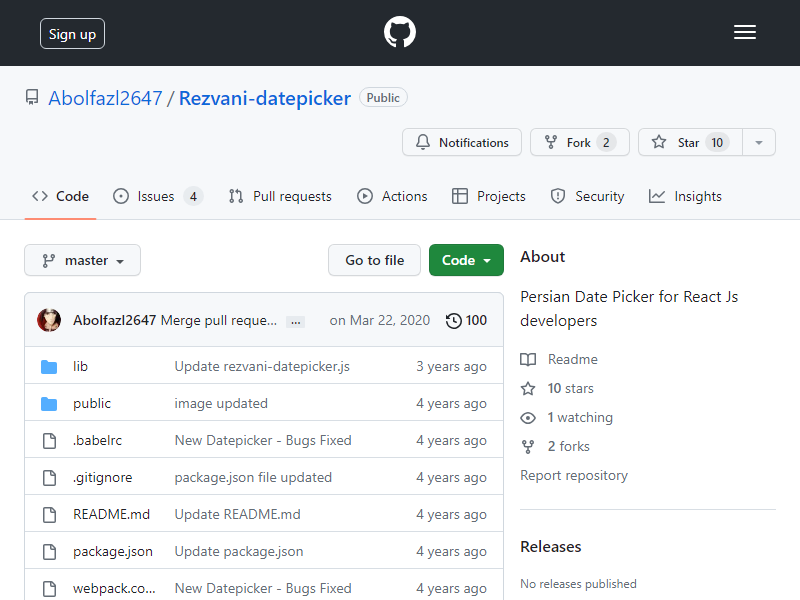 Sign up
Abolfazl2647 / Rezvani-datepicker Public
Notifications Fork 2 Star 10
Code Issues 4 Pull requests Actions Projects Security Insights
master Go to file Code
Abolfazl2647 Merge pull reque... ... on Mar 22, 2020 100
lib Update rezvani-datepicker.js 3 years ago
public image updated 4 years ago
.babelrc New Datepicker - Bugs Fixed 4 years ago
.gitignore package.json file updated 4 years ago
README.md Update README.md 4 years ago
package.json Update package.json 4 years ago
webpack.co... New Datepicker - Bugs Fixed 4 years ago
About
Persian Date Picker for React Js
developers
Readme
10 stars
1 watching
2 forks
Report repository
Releases
No releases published